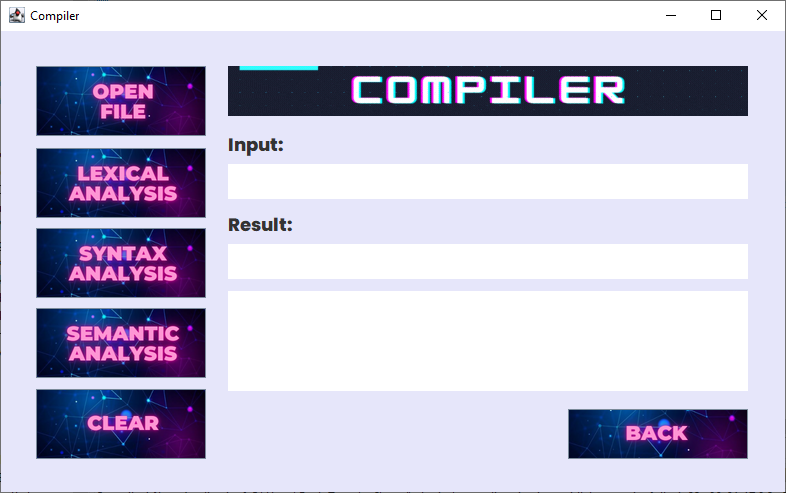 Compiler
OPEN
FILE
LEXICAL
ANALYSIS
SYNTAX
ANALYSIS
SEMANTIC
ANALYSIS
CLEAR
COMPILER
Input:
Result:
BACK